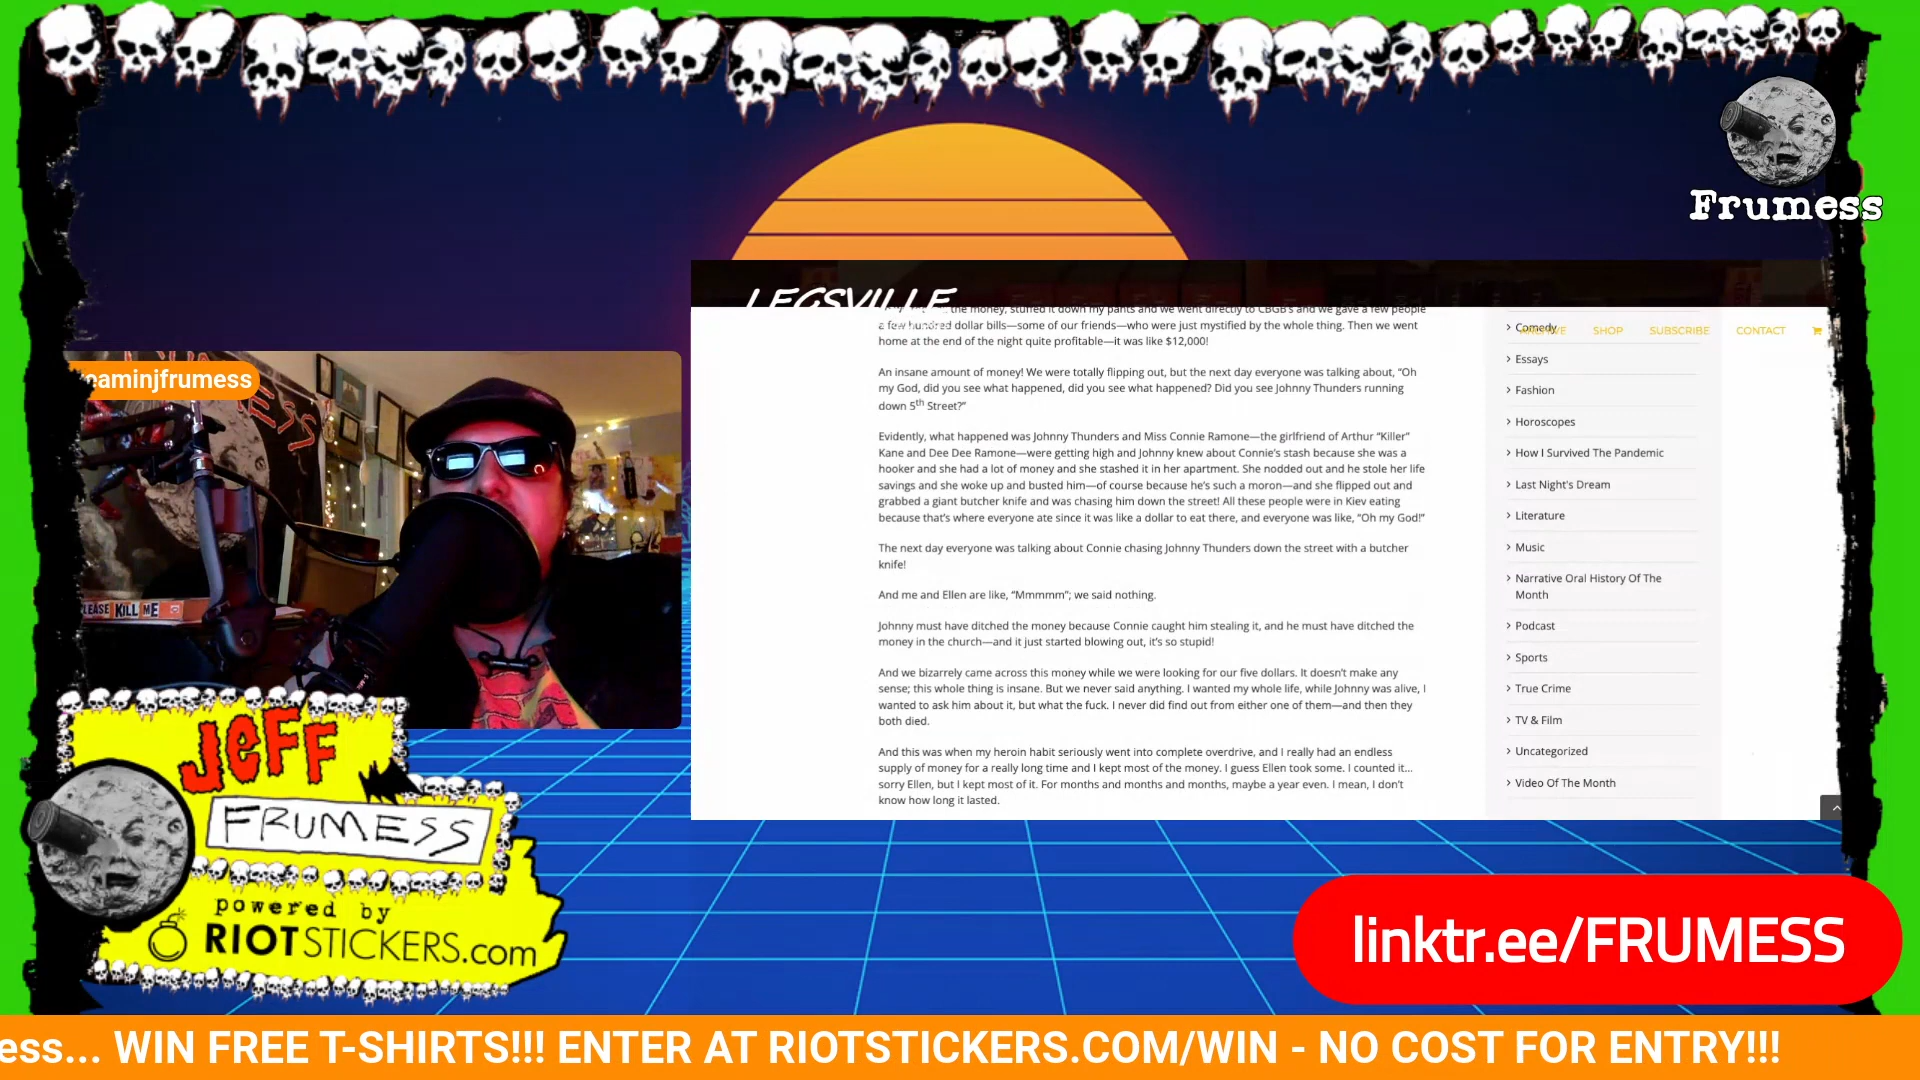 Frumess
LEGSVILLE
the money, stuffed it down my pants and we went directly to CBGB's and we gave a few people
a few hundred dollar bills—some of our friends—who were just mystified by the whole thing. Then we went
home at the end of the night quite profitable—it was like $12,000!
An insane amount of money! We were totally flipping out, but the next day everyone was talking about, “Oh
my God, did you see what happened, did you see what happened? Did you see Johnny Thunders running
down 5th Street?”
Evidently, what happened was Johnny Thunders and Miss Connie Ramone—the girlfriend of Arthur “Killer”
Kane and Dee Dee Ramone—were getting high and Johnny knew about Connie’s stash because she was a
hooker and she had a lot of money and she stashed it in her apartment. She nodded out and he stole her life
savings and she woke up and busted him—of course because he’s such a moron—and she flipped out and
grabbed a giant butcher knife and was chasing him down the street! All these people were in Kiev eating
because that’s where everyone ate since it was like a dollar to eat there, and everyone was like, “Oh my God!”
The next day everyone was talking about Connie chasing Johnny Thunders down the street with a butcher
knife!
And me and Ellen are like, “Mmmmm”; we said nothing.
Johnny must have ditched the money because Connie caught him stealing it, and he must have ditched the
money in the church—and it just started blowing out, it’s so stupid!
And we bizarrely came across this money while we were looking for our five dollars. It doesn’t make any
sense; this whole thing is insane. But we never said anything. I wanted my whole life, while Johnny was alive, I
wanted to ask him about it, but what the fuck. I never did find out from either one of them—and then they
both died.
And this was when my heroin habit seriously went into complete overdrive, and I really had an endless
supply of money for a really long time and I kept most of the money. I guess Ellen took some. I counted it…
sorry Ellen, but I kept most of it. For months and months and months, maybe a year even. I mean, I don’t
know how long it lasted.
SHOP SUBSCRIBE CONTACT
Comedy
Essays
Fashion
Horoscopes
How I Survived The Pandemic
Last Night's Dream
Literature
Music
Narrative Oral History Of The
Month
Podcast
Sports
True Crime
TV & Film
Uncategorized
Video Of The Month
eaminjfrumess
LEASE KILL ME
JEFF
FRUMESS
powered by
RIOTSTICKERS.com
linktr.ee/FRUMESS
ess... WIN FREE T-SHIRTS!!! ENTER AT RIOTSTICKERS.COM/WIN - NO COST FOR ENTRY!!!